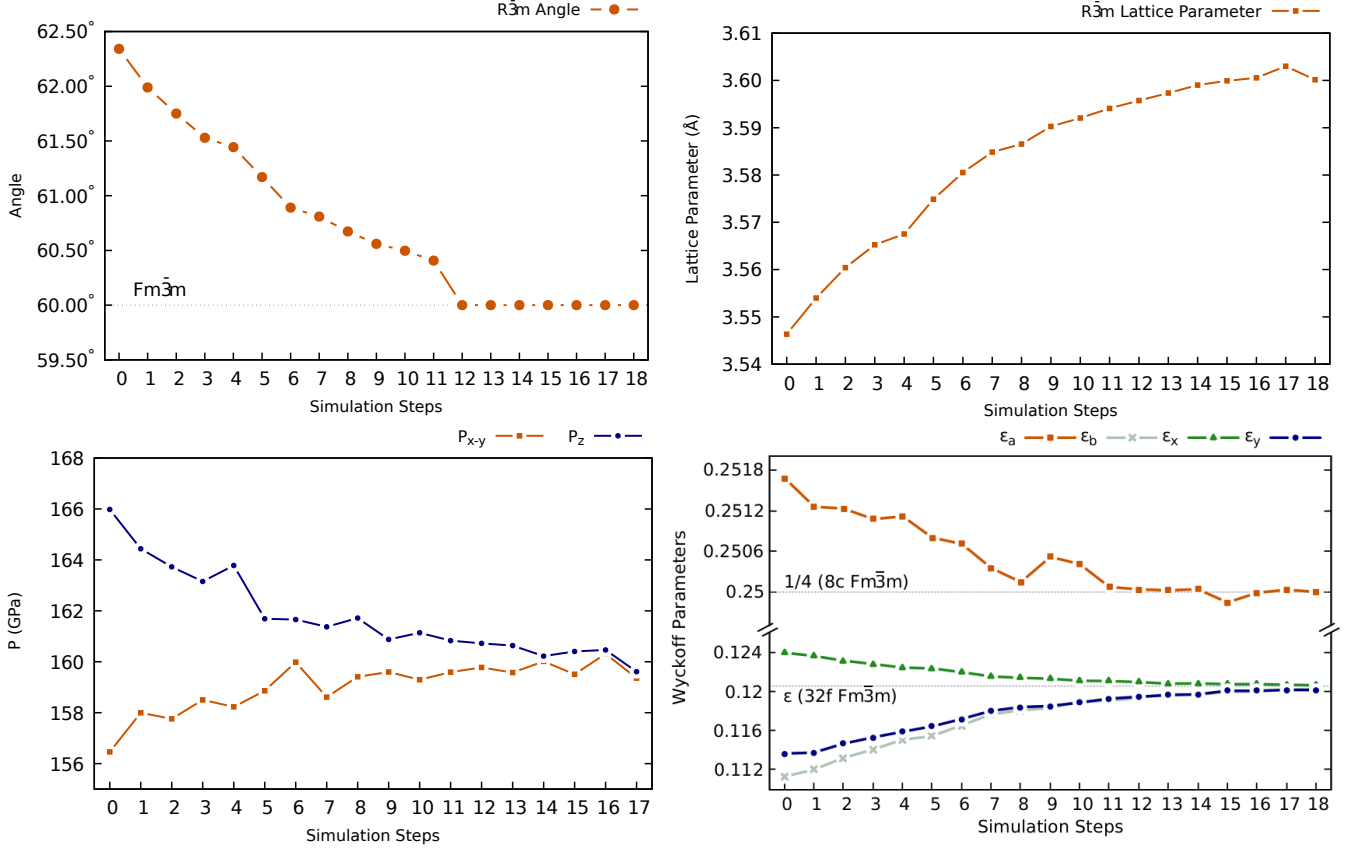 R3̄m Angle
62.50°
62.00°
61.50°
61.00°
60.50°
60.00°
59.50°
Angle
Fm3̄m
0 1 2 3 4 5 6 7 8 9 10 11 12 13 14 15 16 17 18
Simulation Steps
R3̄m Lattice Parameter
3.61
3.60
3.59
3.58
3.57
3.56
3.55
3.54
Lattice Parameter (Å)
0 1 2 3 4 5 6 7 8 9 10 11 12 13 14 15 16 17 18
Simulation Steps
Px-y Pz
168
166
164
162
160
158
156
P (GPa)
0 1 2 3 4 5 6 7 8 9 10 11 12 13 14 15 16 17
Simulation Steps
εa εb εx εy
0.2518
0.2512
0.2506
0.25
0.124
0.12
0.116
0.112
Wyckoff Parameters
1/4 (8c Fm3̄m)
ε (32f Fm3̄m)
0 1 2 3 4 5 6 7 8 9 10 11 12 13 14 15 16 17 18
Simulation Steps